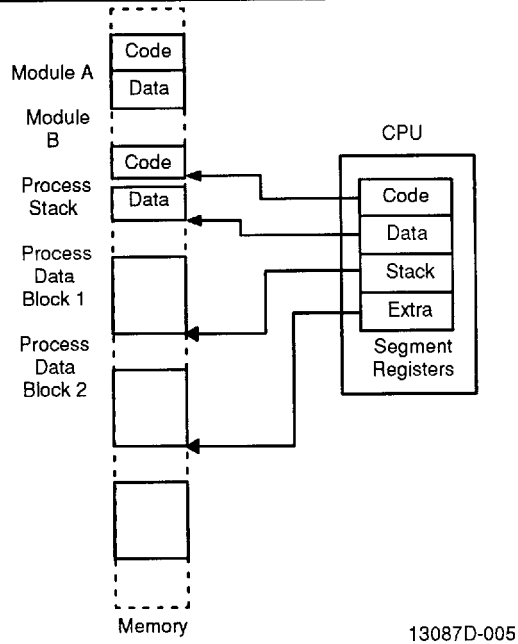 Module A
Code
Data
Module
B
Code
Process
Stack
Data
Process
Data
Block 1
Process
Data
Block 2
Memory
CPU
Code
Data
Stack
Extra
Segment
Registers
13087D-005